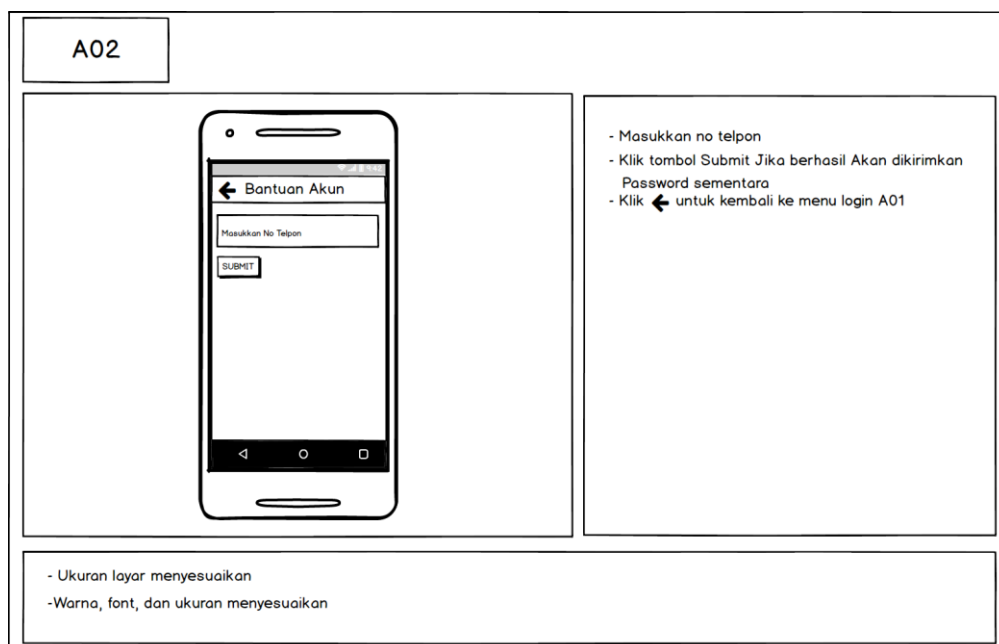 A02
Bantuan Akun
Masukkan No Telpon
SUBMIT
- Masukkan no telpon
- Klik tombol Submit Jika berhasil Akan dikirimkan
Password sementara
- Klik untuk kembali ke menu login A01
- Ukuran layar menyesuaikan
-Warna, font, dan ukuran menyesuaikan